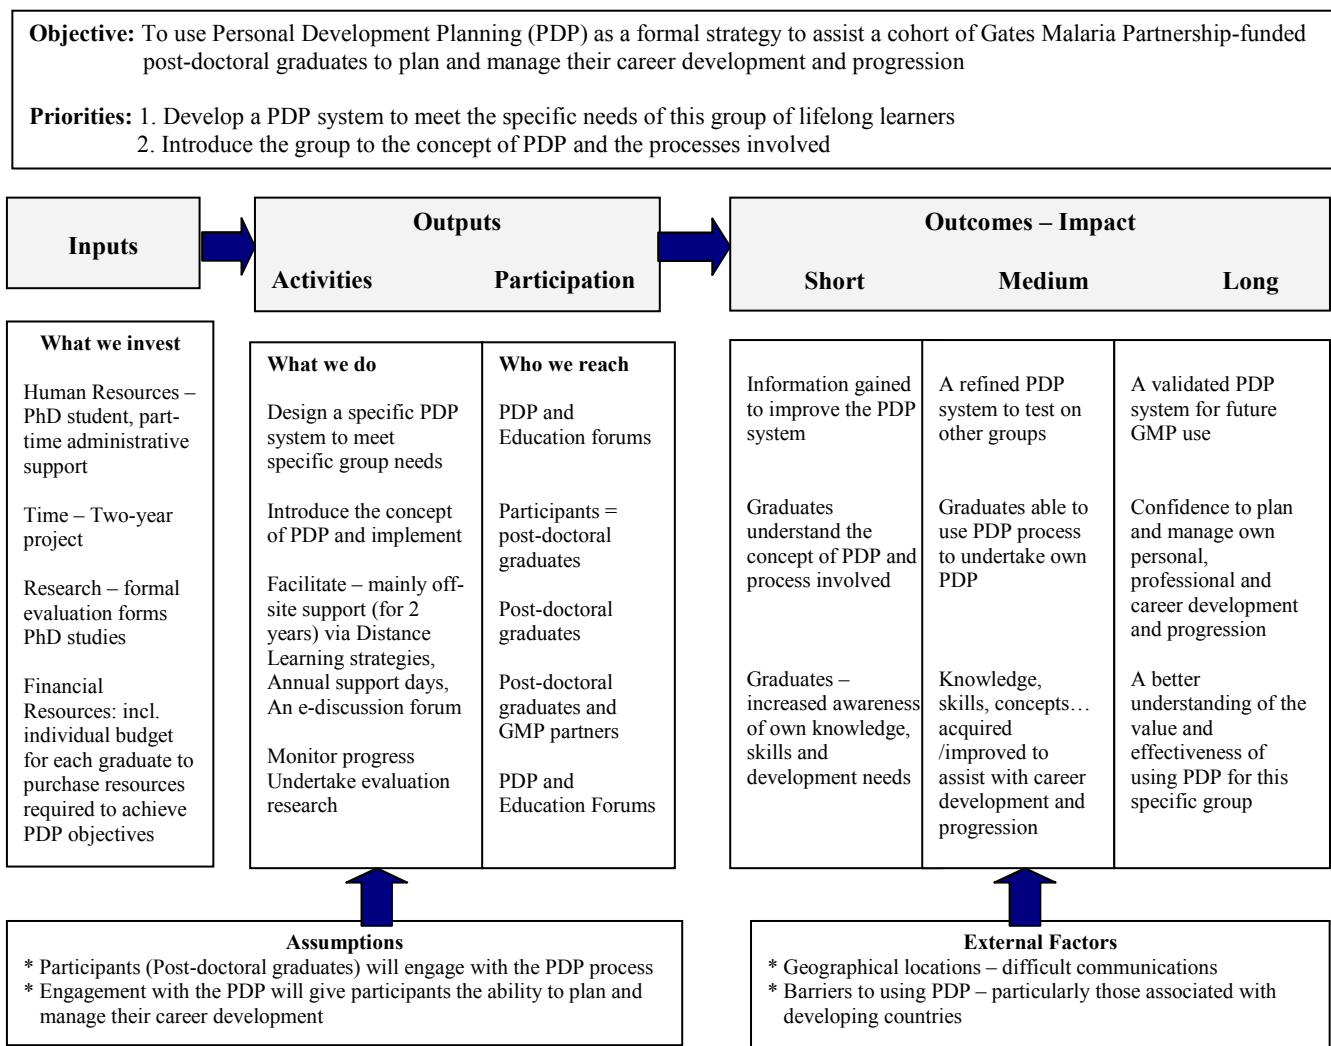 Objective: To use Personal Development Planning (PDP) as a formal strategy to assist a cohort of Gates Malaria Partnership-funded
post-doctoral graduates to plan and manage their career development and progression
Priorities: 1. Develop a PDP system to meet the specific needs of this group of lifelong learners
2. Introduce the group to the concept of PDP and the processes involved
Inputs
Outputs
Activities
Participation
Outcomes – Impact
Short
Medium
Long
What we invest
Human Resources –
PhD student, part-
time administrative
support
Time – Two-year
project
Research – formal
evaluation forms
PhD studies
Financial
Resources: incl.
individual budget
for each graduate to
purchase resources
required to achieve
PDP objectives
What we do
Design a specific PDP
system to meet
specific group needs
Introduce the concept
of PDP and implement
Facilitate – mainly off-
site support (for 2
years) via Distance
Learning strategies,
Annual support days,
An e-discussion forum
Monitor progress
Undertake evaluation
research
Who we reach
PDP and
Education forums
Participants =
post-doctoral
graduates
Post-doctoral
graduates
Post-doctoral
graduates and
GMP partners
PDP and
Education Forums
Information gained
to improve the PDP
system
Graduates
understand the
concept of PDP and
process involved
Graduates –
increased awareness
of own knowledge,
skills and
development needs
A refined PDP
system to test on
other groups
Graduates able to
use PDP process
to undertake own
PDP
Knowledge,
skills, concepts…
acquired
/improved to
assist with career
development and
progression
A validated PDP
system for future
GMP use
Confidence to plan
and manage own
personal,
professional and
career development
and progression
A better
understanding of the
value and
effectiveness of
using PDP for this
specific group
Assumptions
* Participants (Post-doctoral graduates) will engage with the PDP process
* Engagement with the PDP will give participants the ability to plan and
manage their career development
External Factors
* Geographical locations – difficult communications
* Barriers to using PDP – particularly those associated with
developing countries